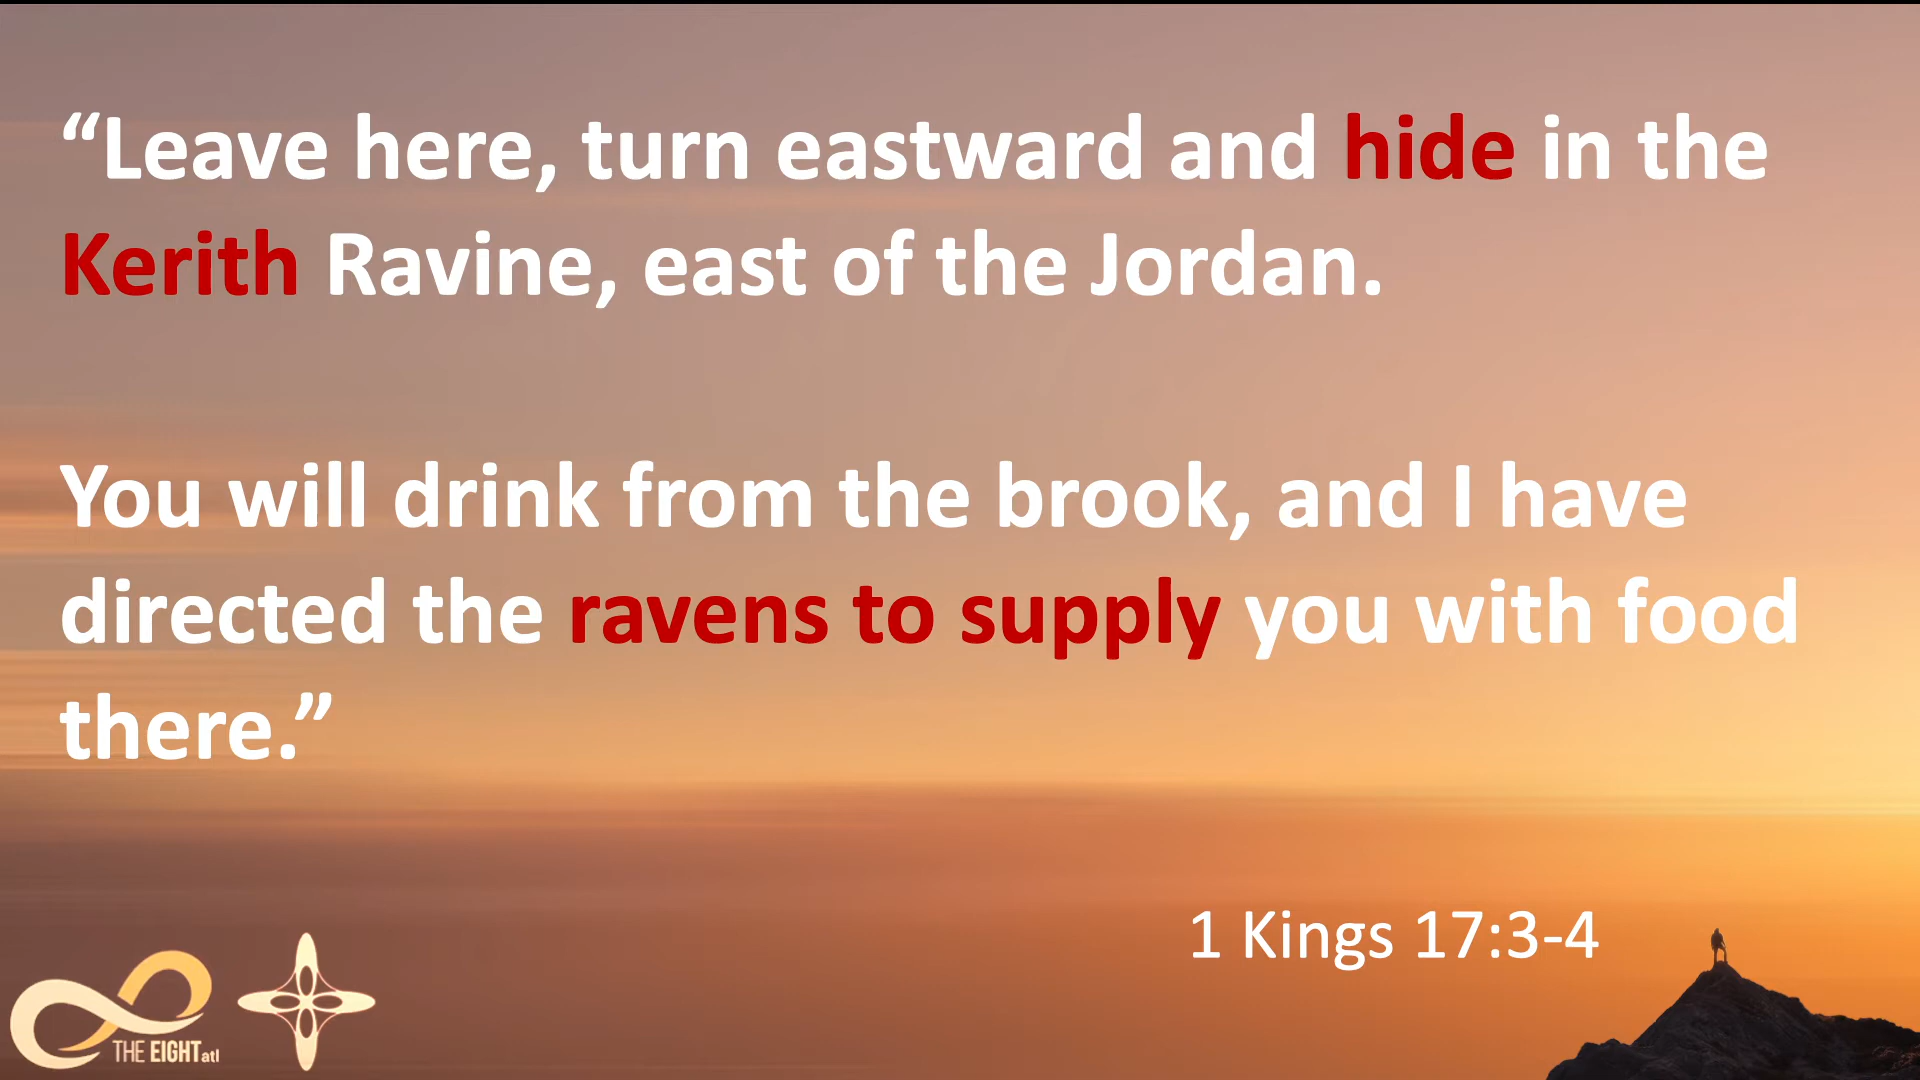 “Leave here, turn eastward and hide in the
Kerith Ravine, east of the Jordan.
You will drink from the brook, and I have
directed the ravens to supply you with food
there.”
1 Kings 17:3-4
THE EIGHTatl